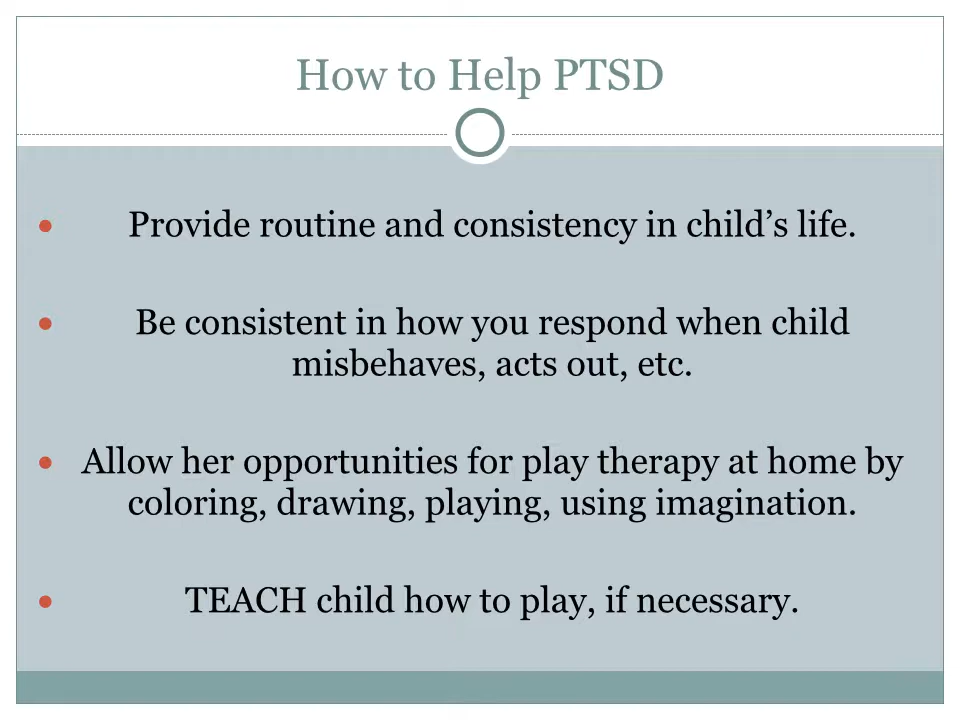 How to Help PTSD
• Provide routine and consistency in child’s life.
• Be consistent in how you respond when child
misbehaves, acts out, etc.
• Allow her opportunities for play therapy at home by
coloring, drawing, playing, using imagination.
• TEACH child how to play, if necessary.